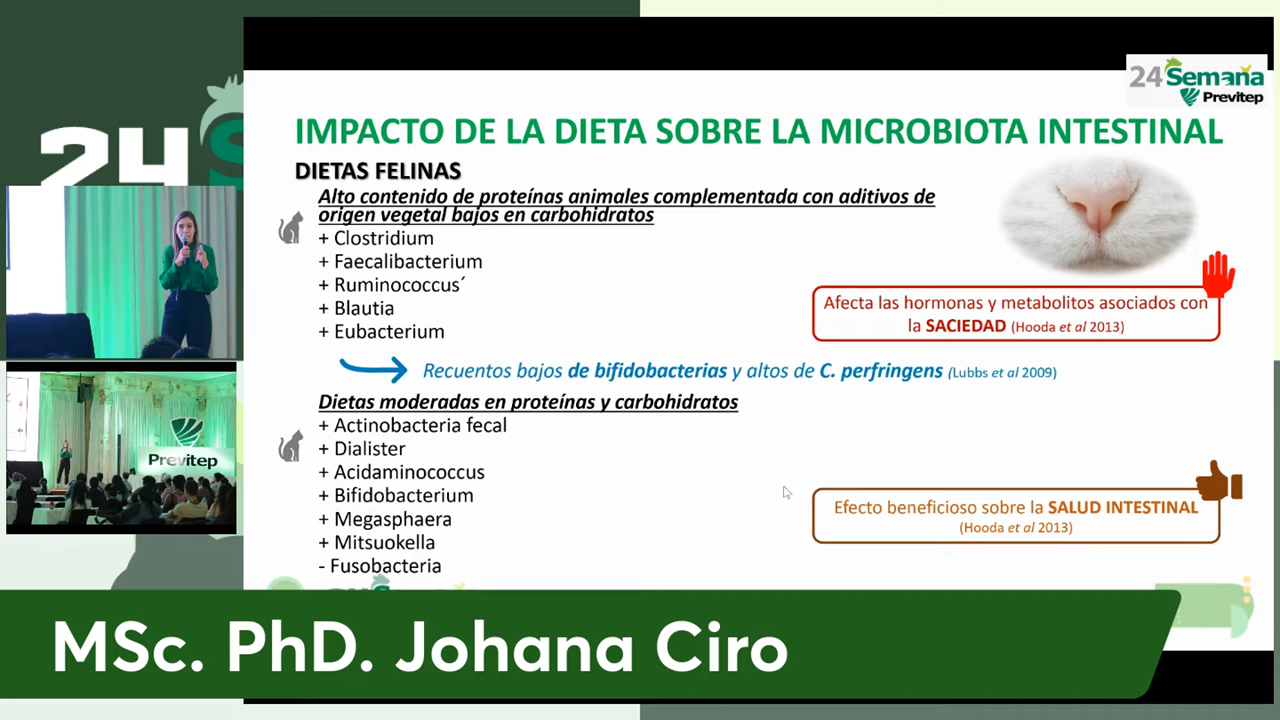 24 Semana
Previtep
24
IMPACTO DE LA DIETA SOBRE LA MICROBIOTA INTESTINAL
DIETAS FELINAS
Alto contenido de proteínas animales complementada con aditivos de
origen vegetal bajos en carbohidratos
+ Clostridium
+ Faecalibacterium
+ Ruminococcus´
+ Blautia
+ Eubacterium
Afecta las hormonas y metabolitos asociados con
la SACIEDAD (Hooda et al 2013)
Recuentos bajos de bifidobacterias y altos de C. perfringens (Lubbs et al 2009)
Dietas moderadas en proteínas y carbohidratos
+ Actinobacteria fecal
+ Dialister
+ Acidaminococcus
+ Bifidobacterium
+ Megasphaera
+ Mitsuokella
- Fusobacteria
Efecto beneficioso sobre la SALUD INTESTINAL
(Hooda et al 2013)
Previtep
MSc. PhD. Johana Ciro